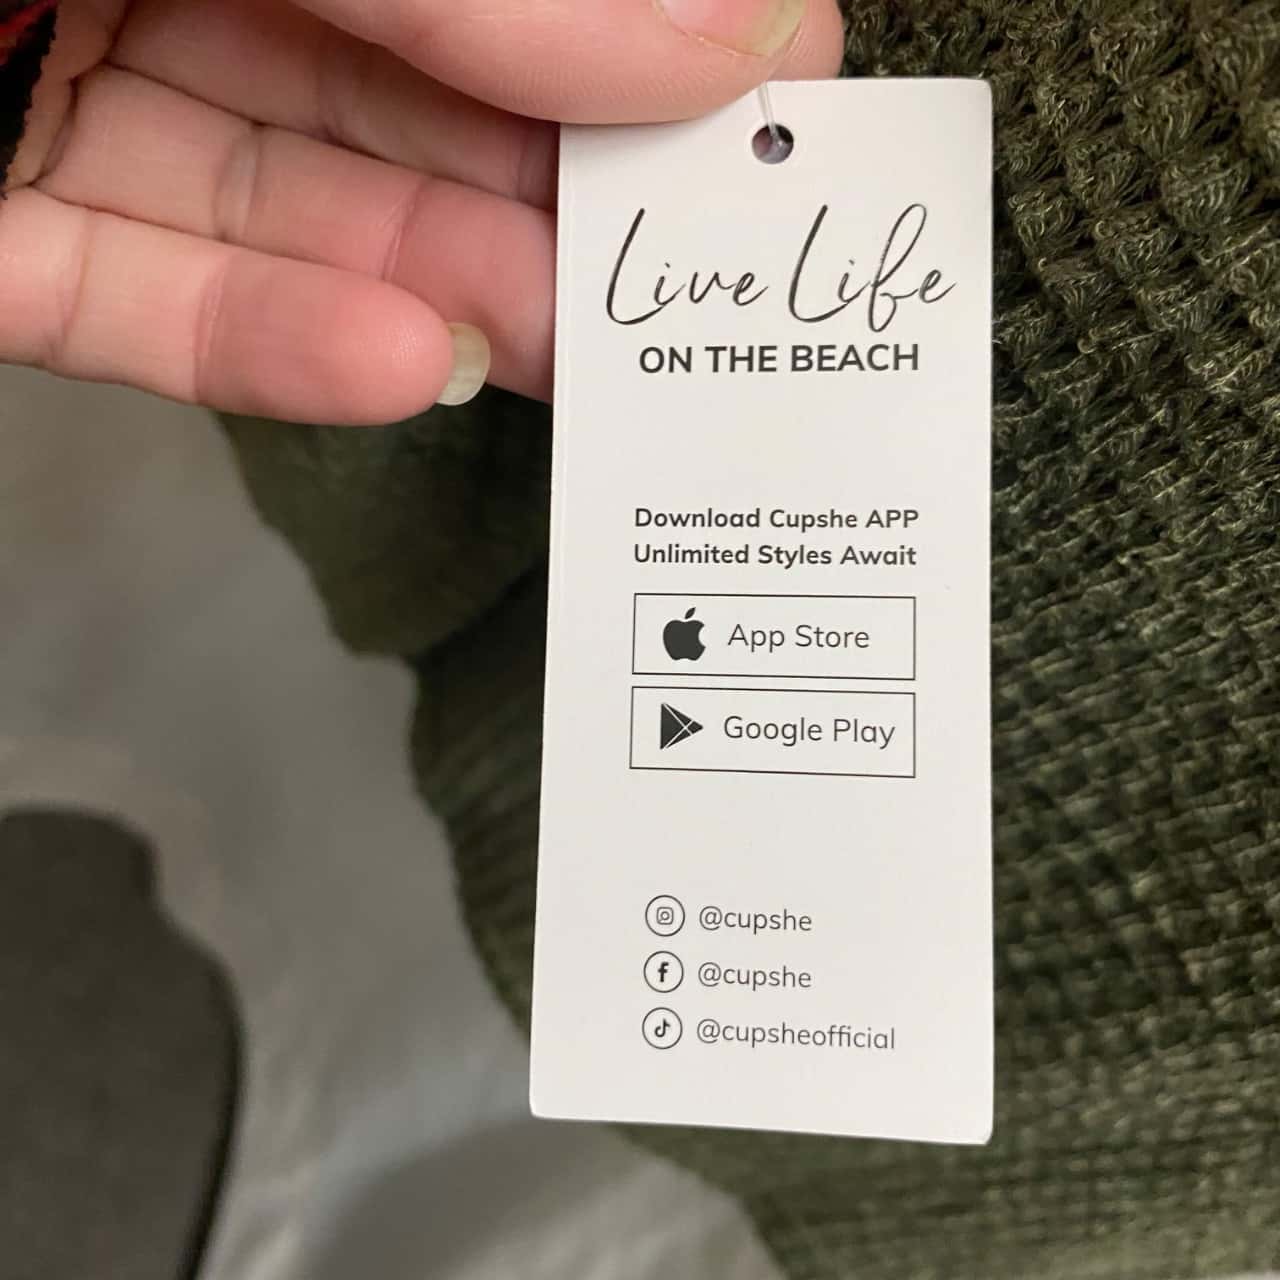 Live Life
ON THE BEACH
Download Cupshe APP
Unlimited Styles Await
App Store
Google Play
@cupshe
@cupshe
@cupsheofficial